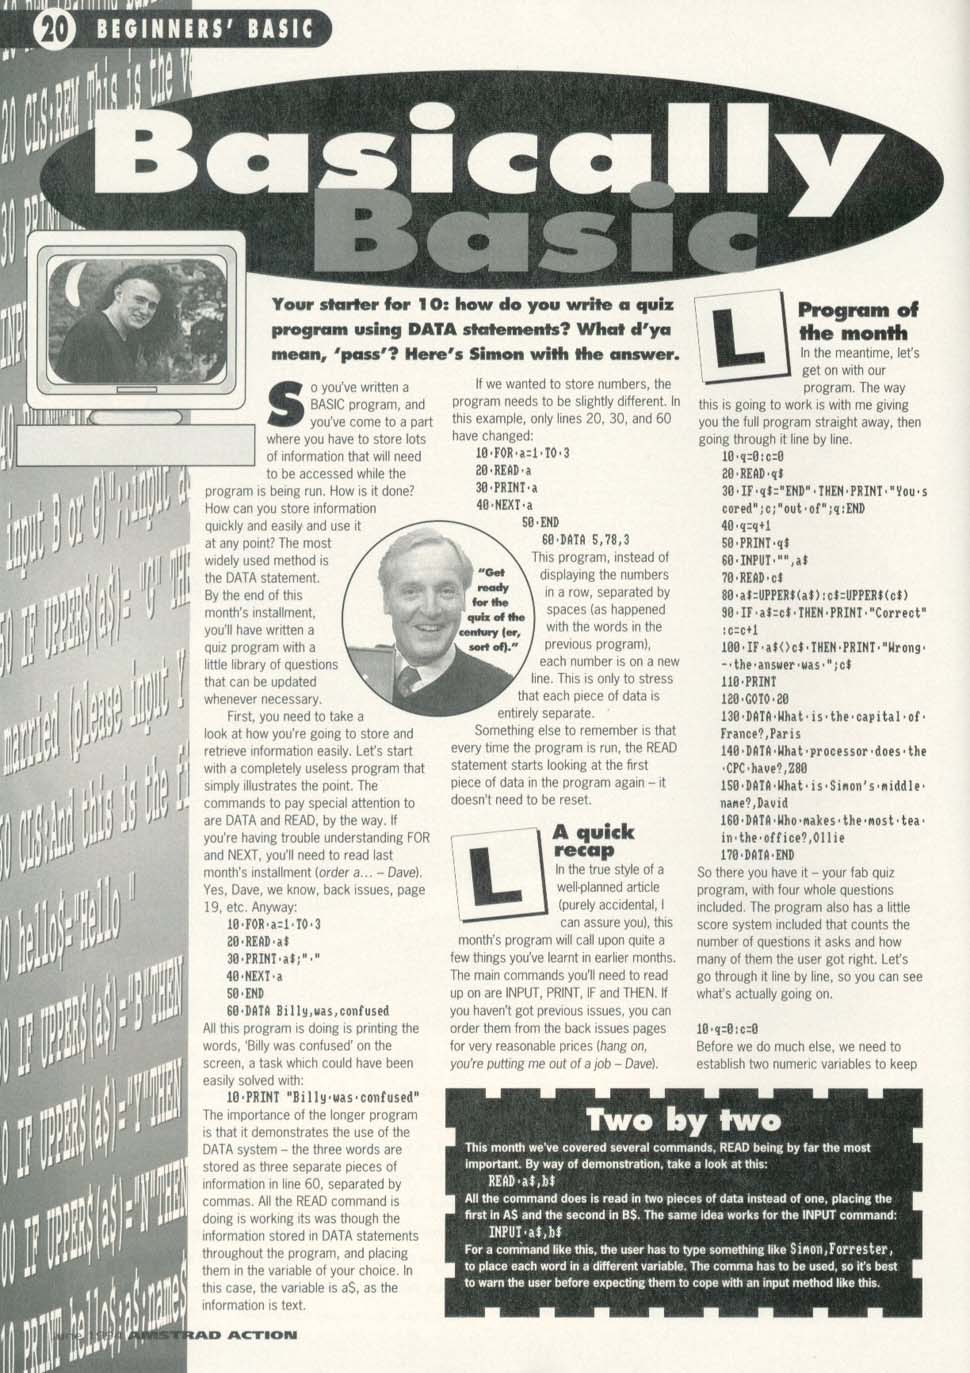 20 BEGINNERS' BASIC
Basically
Basic
Your starter for 10: how do you write a quiz
program using DATA statements? What d'ya
mean, 'pass'? Here's Simon with the answer.
So you've written a
BASIC program, and
you've come to a part
where you have to store lots
of information that will need
to be accessed while the
program is being run. How is it done?
How can you store information
quickly and easily and use it
at any point? The most
widely used method is
the DATA statement.
By the end of this
month's installment,
you'll have written a
quiz program with a
little library of questions
that can be updated
whenever necessary.
First, you need to take a
look at how you're going to store and
retrieve information easily. Let's start
with a completely useless program that
simply illustrates the point. The
commands to pay special attention to
are DATA and READ, by the way. If
you're having trouble understanding FOR
and NEXT, you'll need to read last
month's installment (order a... – Dave).
Yes, Dave, we know, back issues, page
19, etc. Anyway:
10·FOR·a=1·TO·3
20·READ·a$
30·PRINT·a$;"·"
40·NEXT·a
50·END
60·DATA Billy,was,confused
All this program is doing is printing the
words, 'Billy was confused' on the
screen, a task which could have been
easily solved with:
10·PRINT "Billy·was·confused"
The importance of the longer program
is that it demonstrates the use of the
DATA system – the three words are
stored as three separate pieces of
information in line 60, separated by
commas. All the READ command is
doing is working its was though the
information stored in DATA statements
throughout the program, and placing
them in the variable of your choice. In
this case, the variable is a$, as the
information is text.
If we wanted to store numbers, the
program needs to be slightly different. In
this example, only lines 20, 30, and 60
have changed:
10·FOR·a=1·TO·3
20·READ·a
30·PRINT·a
40·NEXT·a
50·END
60·DATA 5,78,3
This program, instead of
displaying the numbers
in a row, separated by
spaces (as happened
with the words in the
previous program),
each number is on a new
line. This is only to stress
that each piece of data is
entirely separate.
Something else to remember is that
every time the program is run, the READ
statement starts looking at the first
piece of data in the program again – it
doesn't need to be reset.
"Get
ready
for the
quiz of the
century (er,
sort of)."
L
A quick
recap
In the true style of a
well-planned article
(purely accidental, I
can assure you), this
month's program will call upon quite a
few things you've learnt in earlier months.
The main commands you'll need to read
up on are INPUT, PRINT, IF and THEN. If
you haven't got previous issues, you can
order them from the back issues pages
for very reasonable prices (hang on,
you're putting me out of a job – Dave).
L
Program of
the month
In the meantime, let's
get on with our
program. The way
this is going to work is with me giving
you the full program straight away, then
going through it line by line.
10·q=0:c=0
20·READ·q$
30·IF·q$="END"·THEN·PRINT·"You·s
cored";c;"out·of";q:END
40·q=q+1
50·PRINT·q$
60·INPUT·"",a$
70·READ·c$
80·a$=UPPER$(a$):c$=UPPER$(c$)
90·IF·a$=c$·THEN·PRINT·"Correct"
:c=c+1
100·IF·a$<>c$·THEN·PRINT·"Wrong·
-·the·answer·was·";c$
110·PRINT
120·GOTO·20
130·DATA·What·is·the·capital·of·
France?,Paris
140·DATA·What·processor·does·the
·CPC·have?,Z80
150·DATA·What·is·Simon's·middle·
name?,David
160·DATA·Who·makes·the·most·tea·
in·the·office?,Ollie
170·DATA·END
So there you have it – your fab quiz
program, with four whole questions
included. The program also has a little
score system included that counts the
number of questions it asks and how
many of them the user got right. Let's
go through it line by line, so you can see
what's actually going on.
10·q=0:c=0
Before we do much else, we need to
establish two numeric variables to keep
Two by two
This month we've covered several commands, READ being by far the most
important. By way of demonstration, take a look at this:
READ·a$,b$
All the command does is read in two pieces of data instead of one, placing the
first in A$ and the second in B$. The same idea works for the INPUT command:
INPUT·a$,b$
For a command like this, the user has to type something like Simon,Forrester,
to place each word in a different variable. The comma has to be used, so it's best
to warn the user before expecting them to cope with an input method like this.
June 1994 AMSTRAD ACTION
20 CLS:REM This is the
30 PRINT
input B or G)";:input a$
50 IF UPPER$(a$)="G" THE
married (please input Y
CLS:And this is the fi
hello$="Hello "
IF UPPER$(a$)="B"THEN
IF UPPER$(a$)="Y"THEN
IF UPPER$(a$)="N"THEN
PRINT hello$;a$;names